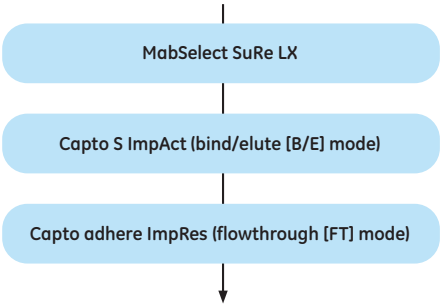 MabSelect SuRe LX
Capto S ImpAct (bind/elute [B/E] mode)
Capto adhere ImpRes (flowthrough [FT] mode)